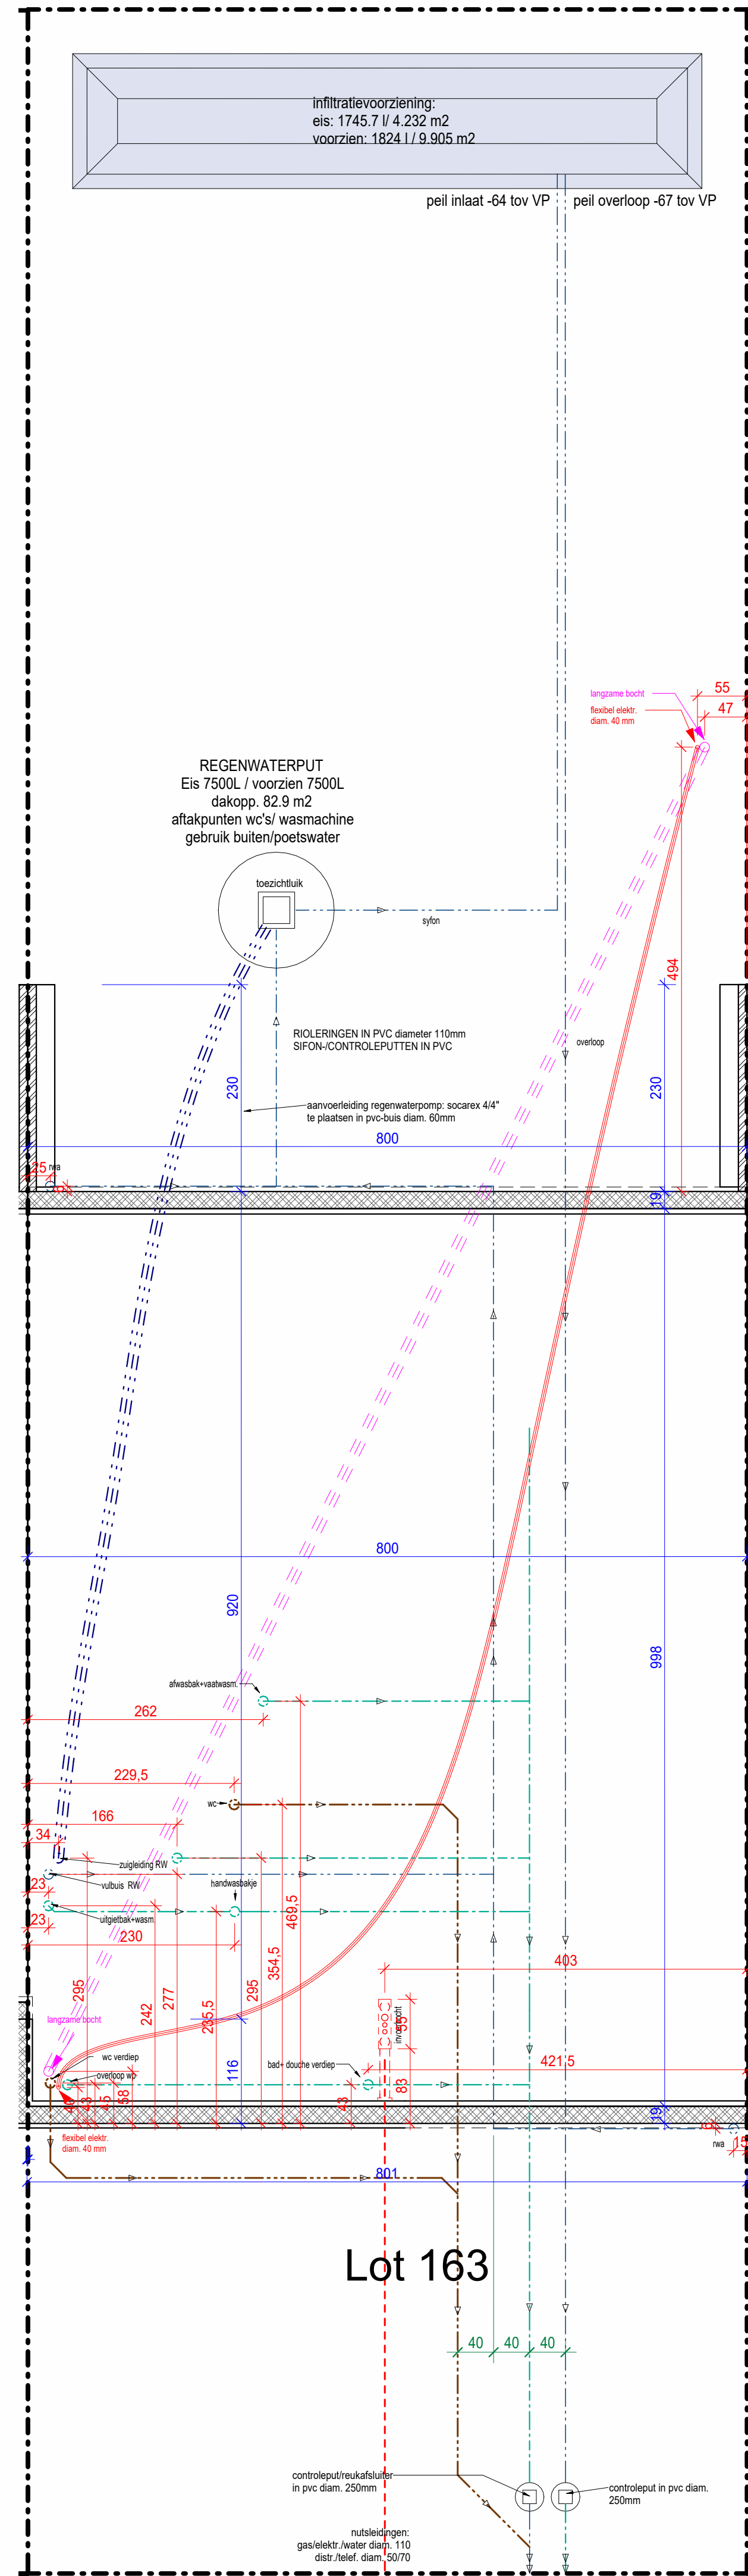 infiltratievoorziening:
eis: 1745.7 l/ 4.232 m2
voorzien: 1824 l / 9.905 m2
peil inlaat -64 tov VP
peil overloop -67 tov VP
55
langzame bocht
flexibel elektr.
diam. 40 mm
47
REGENWATERPUT
Eis 7500L / voorzien 7500L
dakopp. 82.9 m2
aftakpunten wc's/ wasmachine
gebruik buiten/poetswater
toezichtluik
syfon
494
RIOLERINGEN IN PVC diameter 110mm
SIFON-/CONTROLEPUTTEN IN PVC
overloop
230
230
aanvoerleiding regenwaterpomp: socarex 4/4"
te plaatsen in pvc-buis diam. 60mm
800
25
rwa
19
800
920
998
afwasbak+vaatwasm.
262
229,5
wc
166
34
zuigleiding RW
vulbuis RW
handwasbakje
23
uitgietbak+wasm.
23
230
469,5
354,5
295
295
277
242
235,5
403
langzame bocht
invoerbocht
55
wc verdiep
bad+ douche verdiep
421,5
overloop wb
116
83
58
45
43
43
19
flexibel elektr.
diam. 40 mm
rwa
15
801
Lot 163
40
40
40
controleput/reukafsluiter
in pvc diam. 250mm
controleput in pvc diam.
250mm
nutsleidingen:
gas/elektr./water diam. 110
distr./telef. diam. 50/70